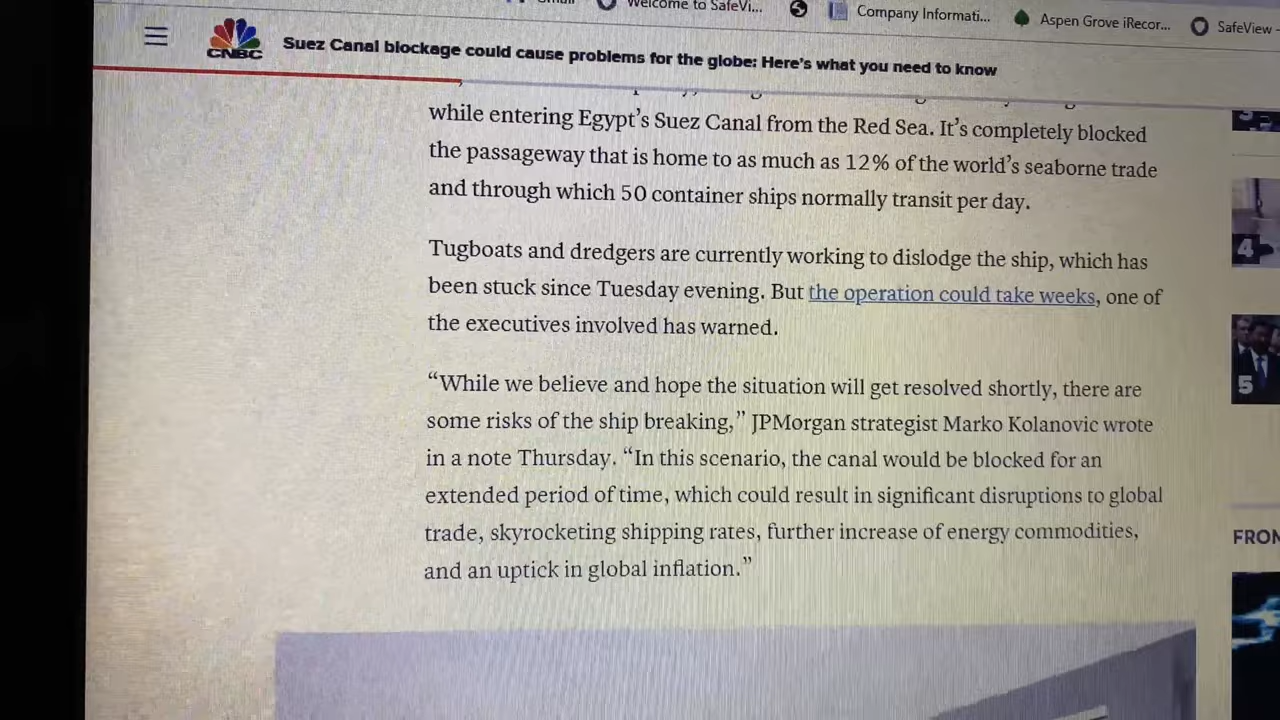 Welcome to SafeVi...
Company Informati...
Aspen Grove iRecor...
SafeView -
CNBC
Suez Canal blockage could cause problems for the globe: Here's what you need to know
while entering Egypt's Suez Canal from the Red Sea. It's completely blocked
the passageway that is home to as much as 12% of the world's seaborne trade
and through which 50 container ships normally transit per day.
Tugboats and dredgers are currently working to dislodge the ship, which has
been stuck since Tuesday evening. But the operation could take weeks, one of
the executives involved has warned.
“While we believe and hope the situation will get resolved shortly, there are
some risks of the ship breaking,” JPMorgan strategist Marko Kolanovic wrote
in a note Thursday. “In this scenario, the canal would be blocked for an
extended period of time, which could result in significant disruptions to global
trade, skyrocketing shipping rates, further increase of energy commodities,
and an uptick in global inflation.”
4
5
FRON